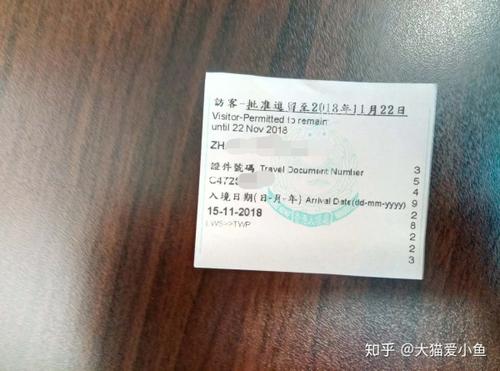 訪客-批准逗留至2018年11月22日
Visitor-Permitted to remain
until 22 Nov 2018
ZH
證件號碼 Travel Document Number
C472
入境日期(日-月-年) Arrival Date(dd-mm-yyyy)
15-11-2018
LWS>>TWP
3
5
4
9
2
8
2
2
3
知乎 @大猫爱小鱼